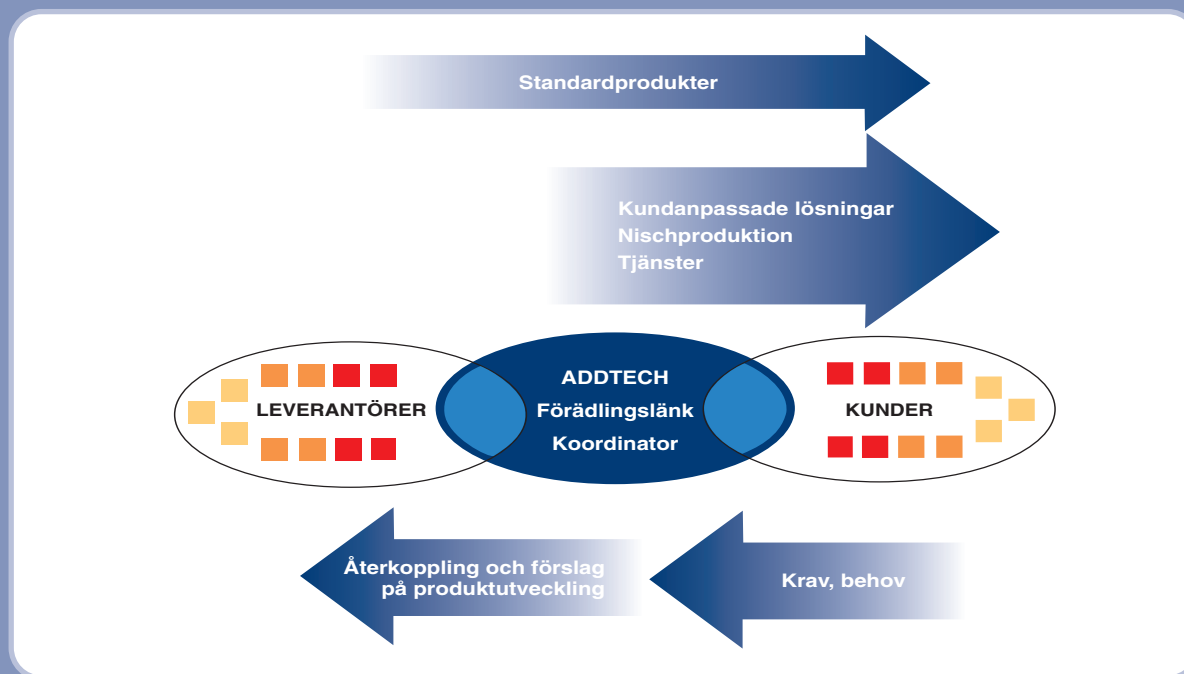 Standardprodukter
Kundanpassade lösningar
Nischproduktion
Tjänster
LEVERANTÖRER
ADDTECH
Förädlingslänk
Koordinator
KUNDER
Återkoppling och förslag
på produktutveckling
Krav, behov